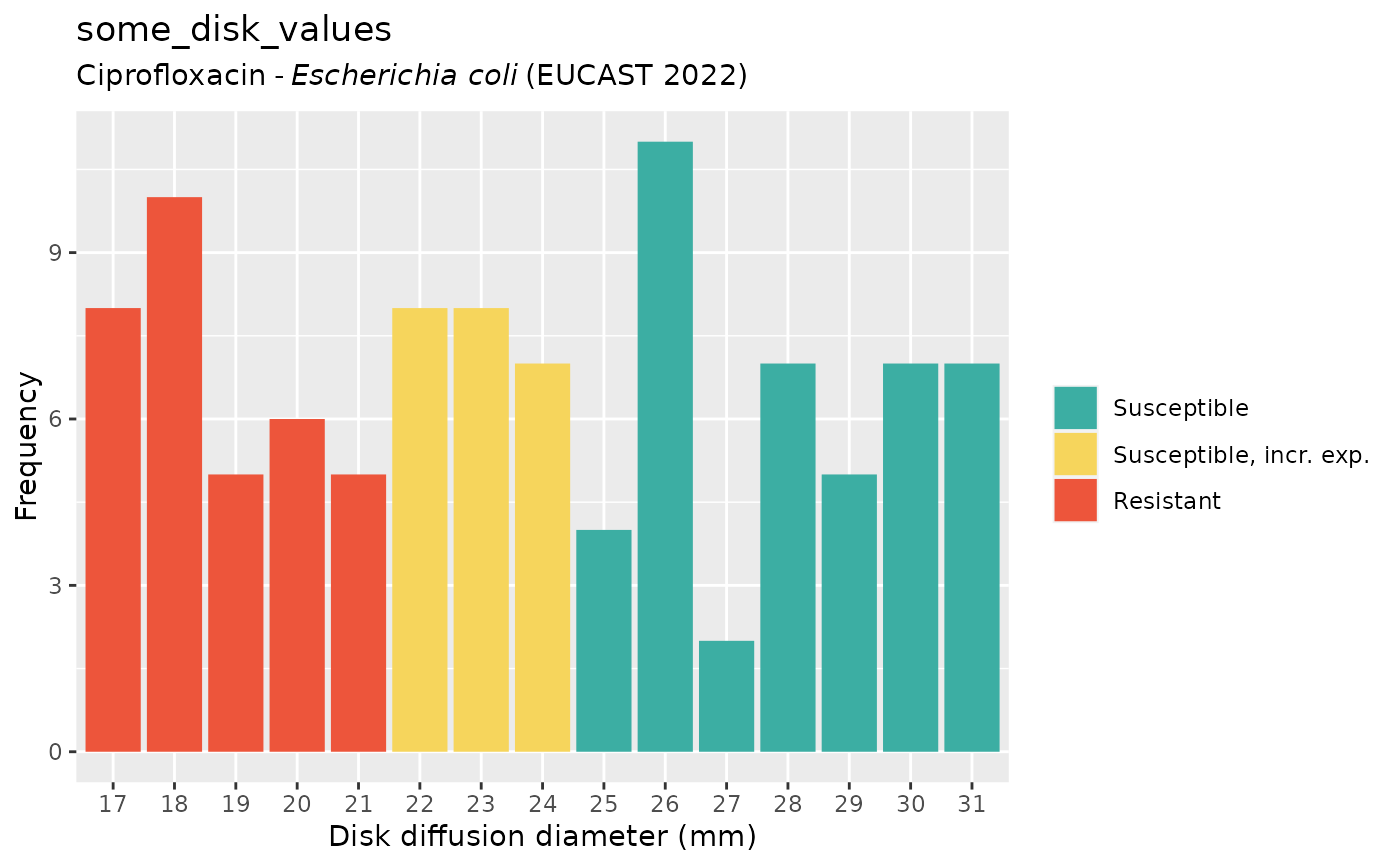 some_disk_values
Ciprofloxacin - Escherichia coli (EUCAST 2022)
Frequency
9
6
3
0
17 18 19 20 21 22 23 24 25 26 27 28 29 30 31
Disk diffusion diameter (mm)
Susceptible
Susceptible, incr. exp.
Resistant